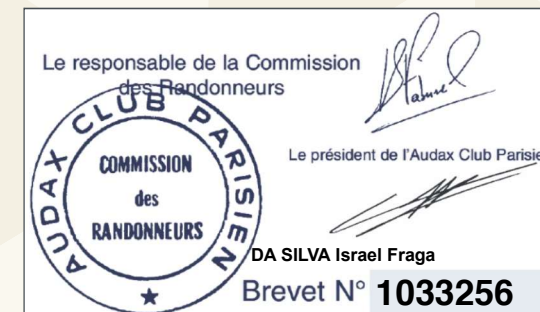 Le responsable de la Commission
des Randonneurs
AUDAX CLUB PARISIEN
COMMISSION
des
RANDONNEURS
Le président de l'Audax Club Parisie
DA SILVA Israel Fraga
Brevet N° 1033256